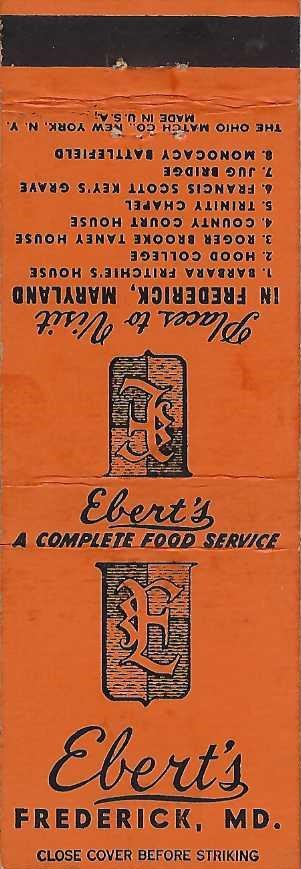 Places to Visit
IN FREDERICK, MARYLAND
1. BARBARA FRITCHIE'S HOUSE
2. HOOD COLLEGE
3. ROGER BROOKE TANEY HOUSE
4. COUNTY COURT HOUSE
5. TRINITY CHAPEL
6. FRANCIS SCOTT KEY'S GRAVE
7. JUG BRIDGE
8. MONOCACY BATTLEFIELD
MADE IN U.S.A.
THE OHIO MATCH CO. NEW YORK, N. Y.
E
Ebert's
A COMPLETE FOOD SERVICE
E
Ebert's
FREDERICK, MD.
CLOSE COVER BEFORE STRIKING